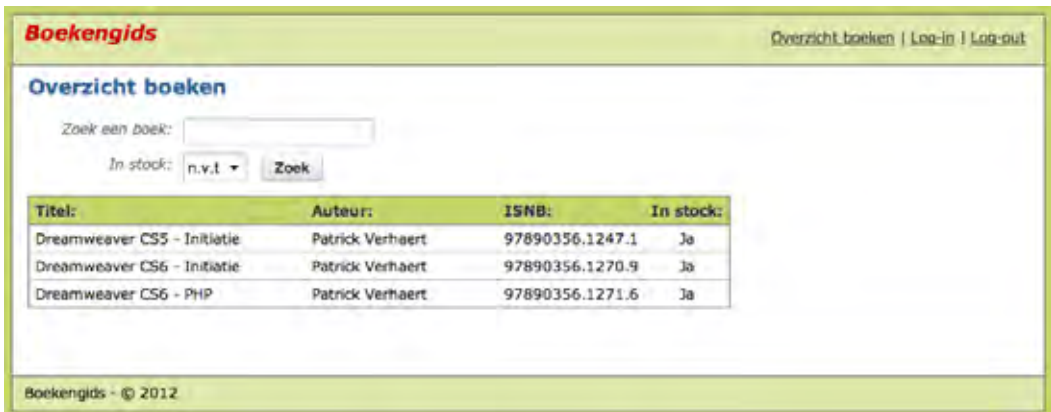 Boekengids
Overzicht boeken | Log-in | Log-out
Overzicht boeken
Zoek een boek:
In stock: n.v.t Zoek
Titel: Auteur: ISNB: In stock:
Dreamweaver CS5 - Initiatie Patrick Verhaert 97890356.1247.1 Ja
Dreamweaver CS6 - Initiatie Patrick Verhaert 97890356.1270.9 Ja
Dreamweaver CS6 - PHP Patrick Verhaert 97890356.1271.6 Ja
Boekengids - © 2012